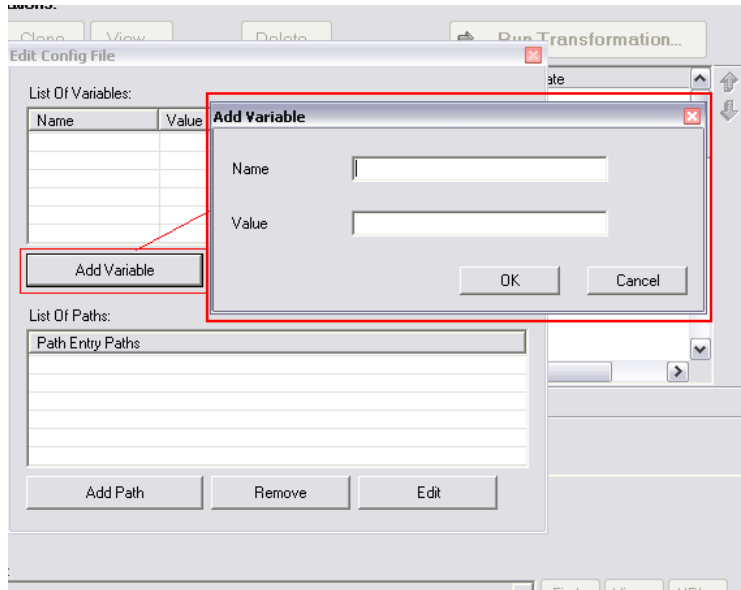 Clone View... Delete Run Transformation...
Edit Config File
List Of Variables:
Name Value
Add Variable
Name
Value
OK Cancel
Add Variable
List Of Paths:
Path Entry Paths
Add Path Remove Edit